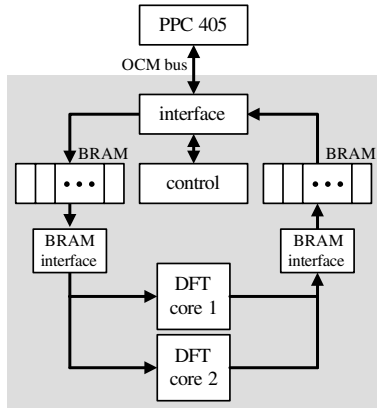 PPC 405
OCM bus
interface
BRAM
BRAM
• • •
control
• • •
BRAM
interface
BRAM
interface
DFT
core 1
DFT
core 2